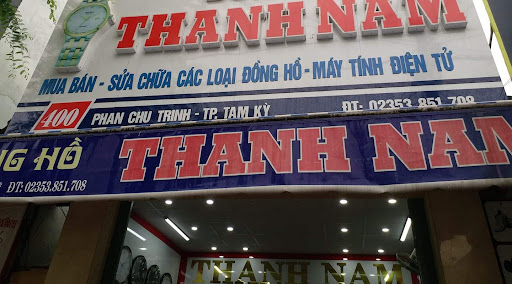 THANH NAM
MUA BÁN - SỬA CHỮA CÁC LOẠI ĐỒNG HỒ - MÁY TÍNH ĐIỆN TỬ
400 PHAN CHU TRINH - TP. TAM KỲ ĐT: 02353.851.708
NG HỒ THANH NAM
ĐT: 02353.851.708
THANH NAM